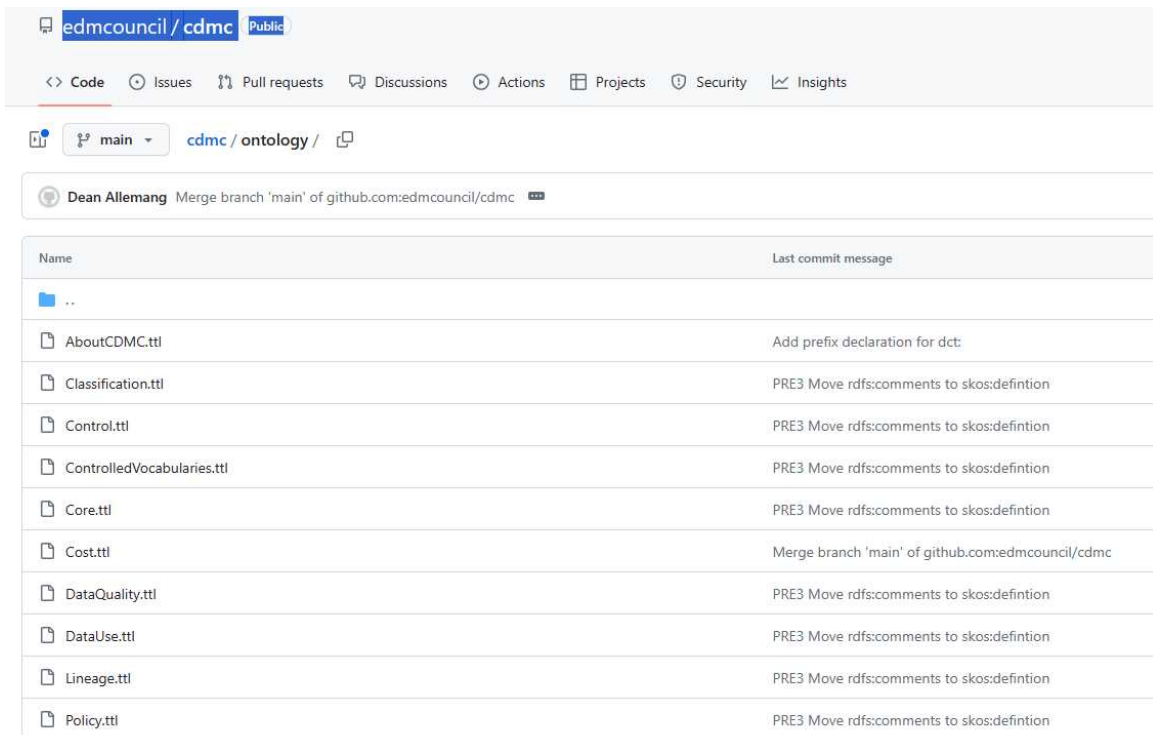 edmcouncil / cdmc Public
Code Issues Pull requests Discussions Actions Projects Security Insights
main cdmc / ontology /
Dean Allemang Merge branch 'main' of github.com:edmcouncil/cdmc
Name Last commit message
..
AboutCDMC.ttl Add prefix declaration for dct:
Classification.ttl PRE3 Move rdfs:comments to skos:defintion
Control.ttl PRE3 Move rdfs:comments to skos:defintion
ControlledVocabularies.ttl PRE3 Move rdfs:comments to skos:defintion
Core.ttl PRE3 Move rdfs:comments to skos:defintion
Cost.ttl Merge branch 'main' of github.com:edmcouncil/cdmc
DataQuality.ttl PRE3 Move rdfs:comments to skos:defintion
DataUse.ttl PRE3 Move rdfs:comments to skos:defintion
Lineage.ttl PRE3 Move rdfs:comments to skos:defintion
Policy.ttl PRE3 Move rdfs:comments to skos:defintion